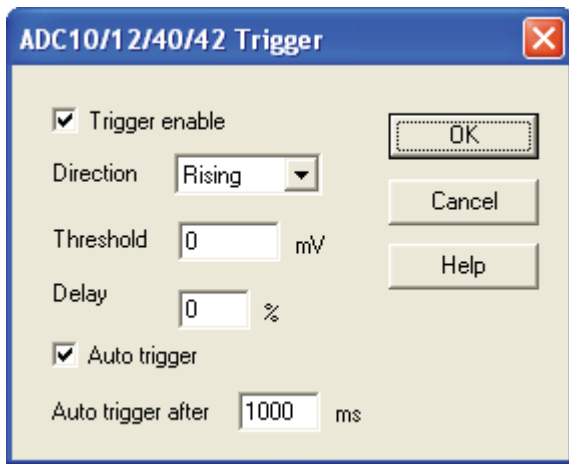 ADC10/12/40/42 Trigger
Trigger enable
OK
Direction Rising
Cancel
Threshold 0 mV
Help
Delay 0 %
Auto trigger
Auto trigger after 1000 ms